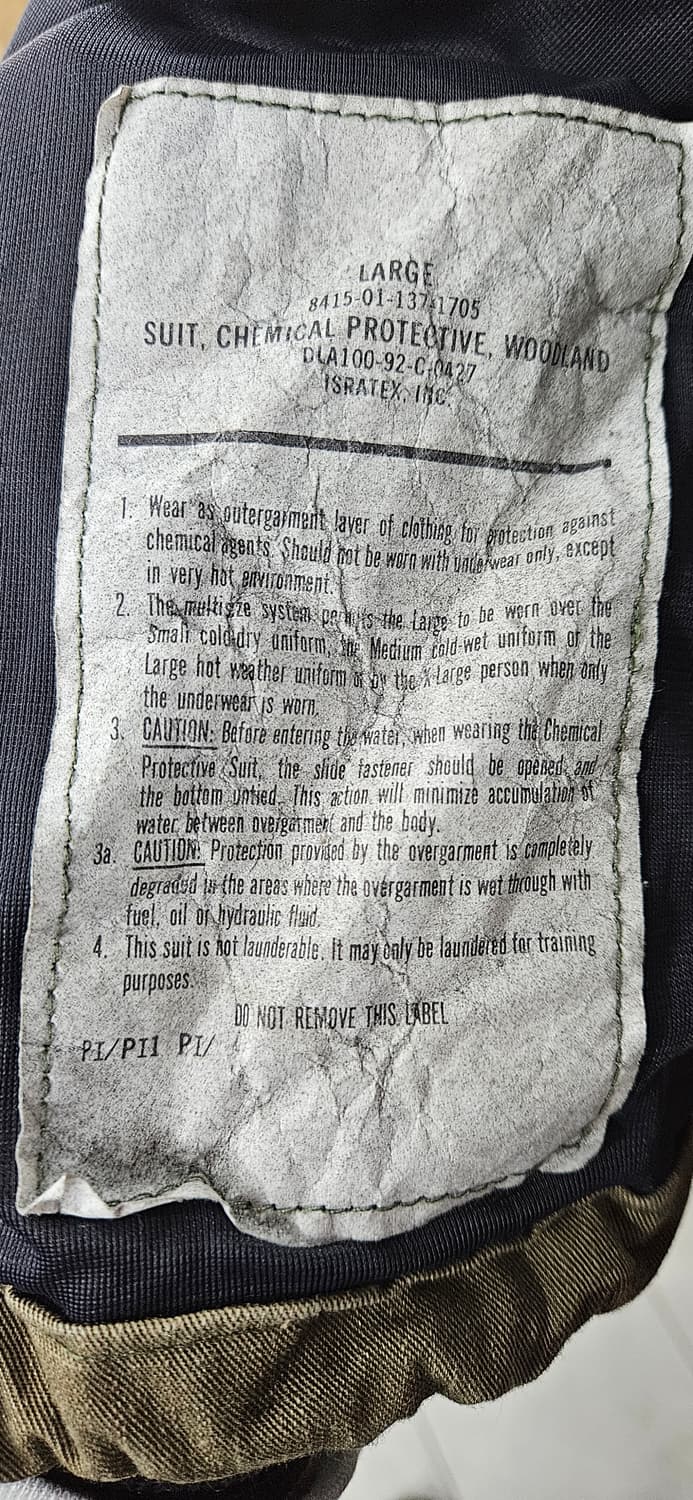 LARGE
8415-01-137-1705
SUIT, CHEMICAL PROTECTIVE, WOODLAND
DLA100-92-C-0427
ISRATEX, INC.
1. Wear as outergarment layer of clothing for protection against
chemical agents. Should not be worn with underwear only, except
in very hot environment.
2. The multisize system permits the Large to be worn over the
Small cold-dry uniform, the Medium cold-wet uniform or the
Large hot weather uniform or by the X-Large person when only
the underwear is worn.
3. CAUTION: Before entering the water, when wearing the Chemical
Protective Suit, the slide fastener should be opened and
the bottom untied. This action will minimize accumulation of
water between overgarment and the body.
3a. CAUTION: Protection provided by the overgarment is completely
degraded in the areas where the overgarment is wet through with
fuel, oil or hydraulic fluid.
4. This suit is not launderable. It may only be laundered for training
purposes.
DO NOT REMOVE THIS LABEL
PI/PI1 PI/